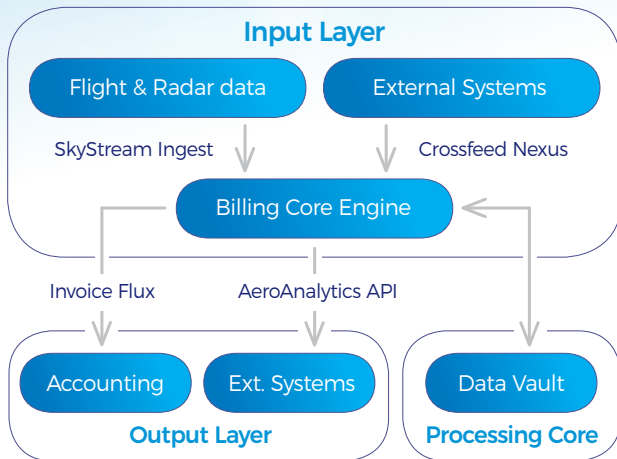 Input Layer
Flight & Radar data
External Systems
SkyStream Ingest
Crossfeed Nexus
Billing Core Engine
Invoice Flux
AeroAnalytics API
Accounting
Ext. Systems
Data Vault
Output Layer
Processing Core